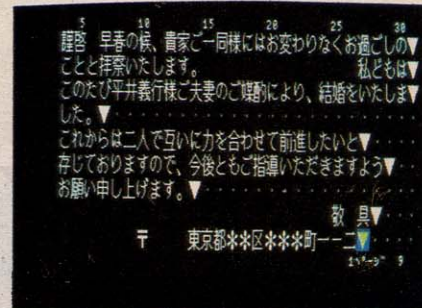 5 10 15 20 25 30
謹啓 早春の候、貴家ご一同様にはお変わりなくお過ごしの▼
ことと拝察いたします。 私どもは▼
このたび平井義行様ご夫妻のご媒酌により、結婚をいたしま▼
した。▼
これからは二人で互いに力を合わせて前進したいと▼
存じておりますので、今後ともご指導いただきますよう▼
お願い申し上げます。▼
敬 具▼
〒 東京都**区***町一ー二▼
1ページ 9